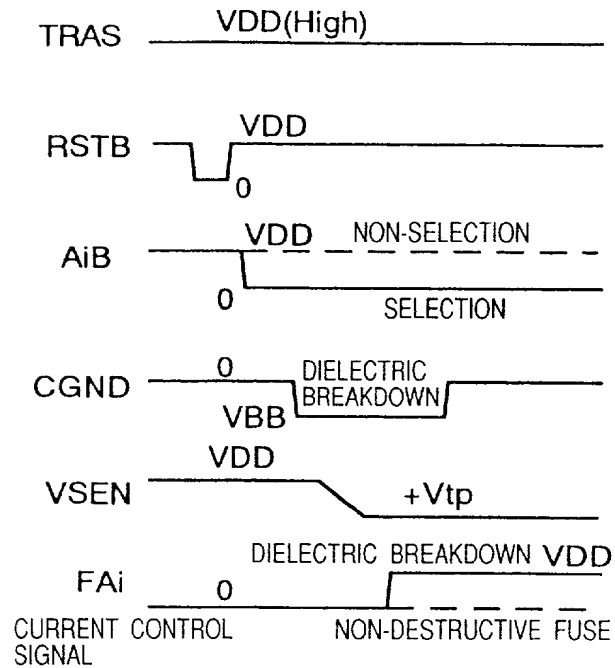 TRAS VDD(High)
RSTB VDD
0
AiB VDD NON-SELECTION
0 SELECTION
CGND 0 DIELECTRIC
BREAKDOWN
VBB
VDD
VSEN +Vtp
DIELECTRIC BREAKDOWN VDD
FAi 0
CURRENT CONTROL NON-DESTRUCTIVE FUSE
SIGNAL